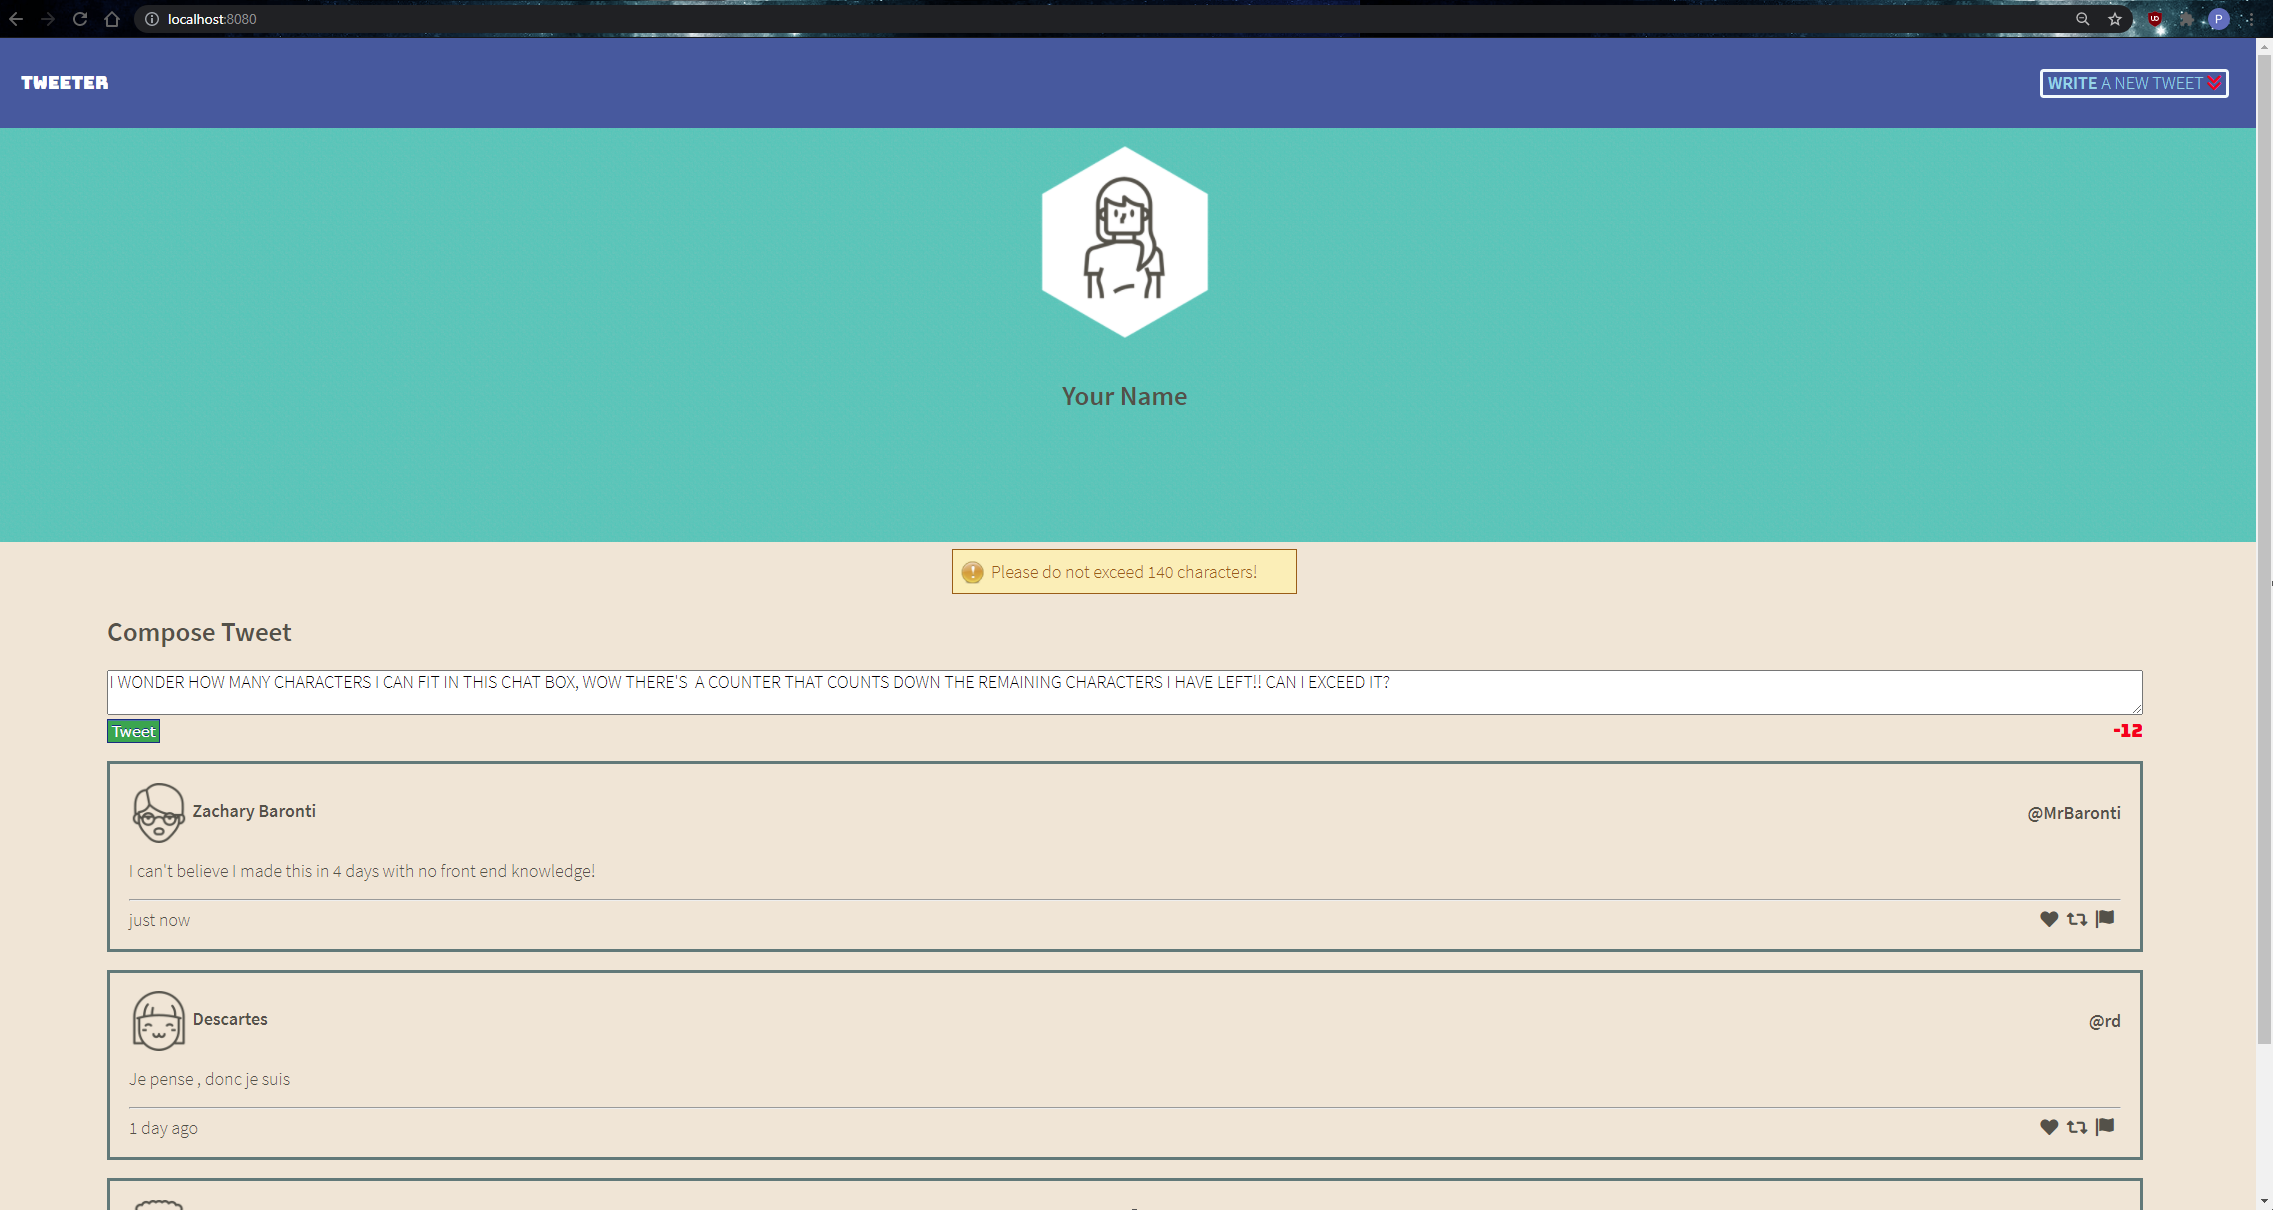 localhost:8080
P
TWEETER
WRITE A NEW TWEET
Your Name
Please do not exceed 140 characters!
Compose Tweet
I WONDER HOW MANY CHARACTERS I CAN FIT IN THIS CHAT BOX, WOW THERE'S  A COUNTER THAT COUNTS DOWN THE REMAINING CHARACTERS I HAVE LEFT!! CAN I EXCEED IT?
Tweet
-12
Zachary Baronti
@MrBaronti
I can't believe I made this in 4 days with no front end knowledge!
just now
Descartes
@rd
Je pense , donc je suis
1 day ago